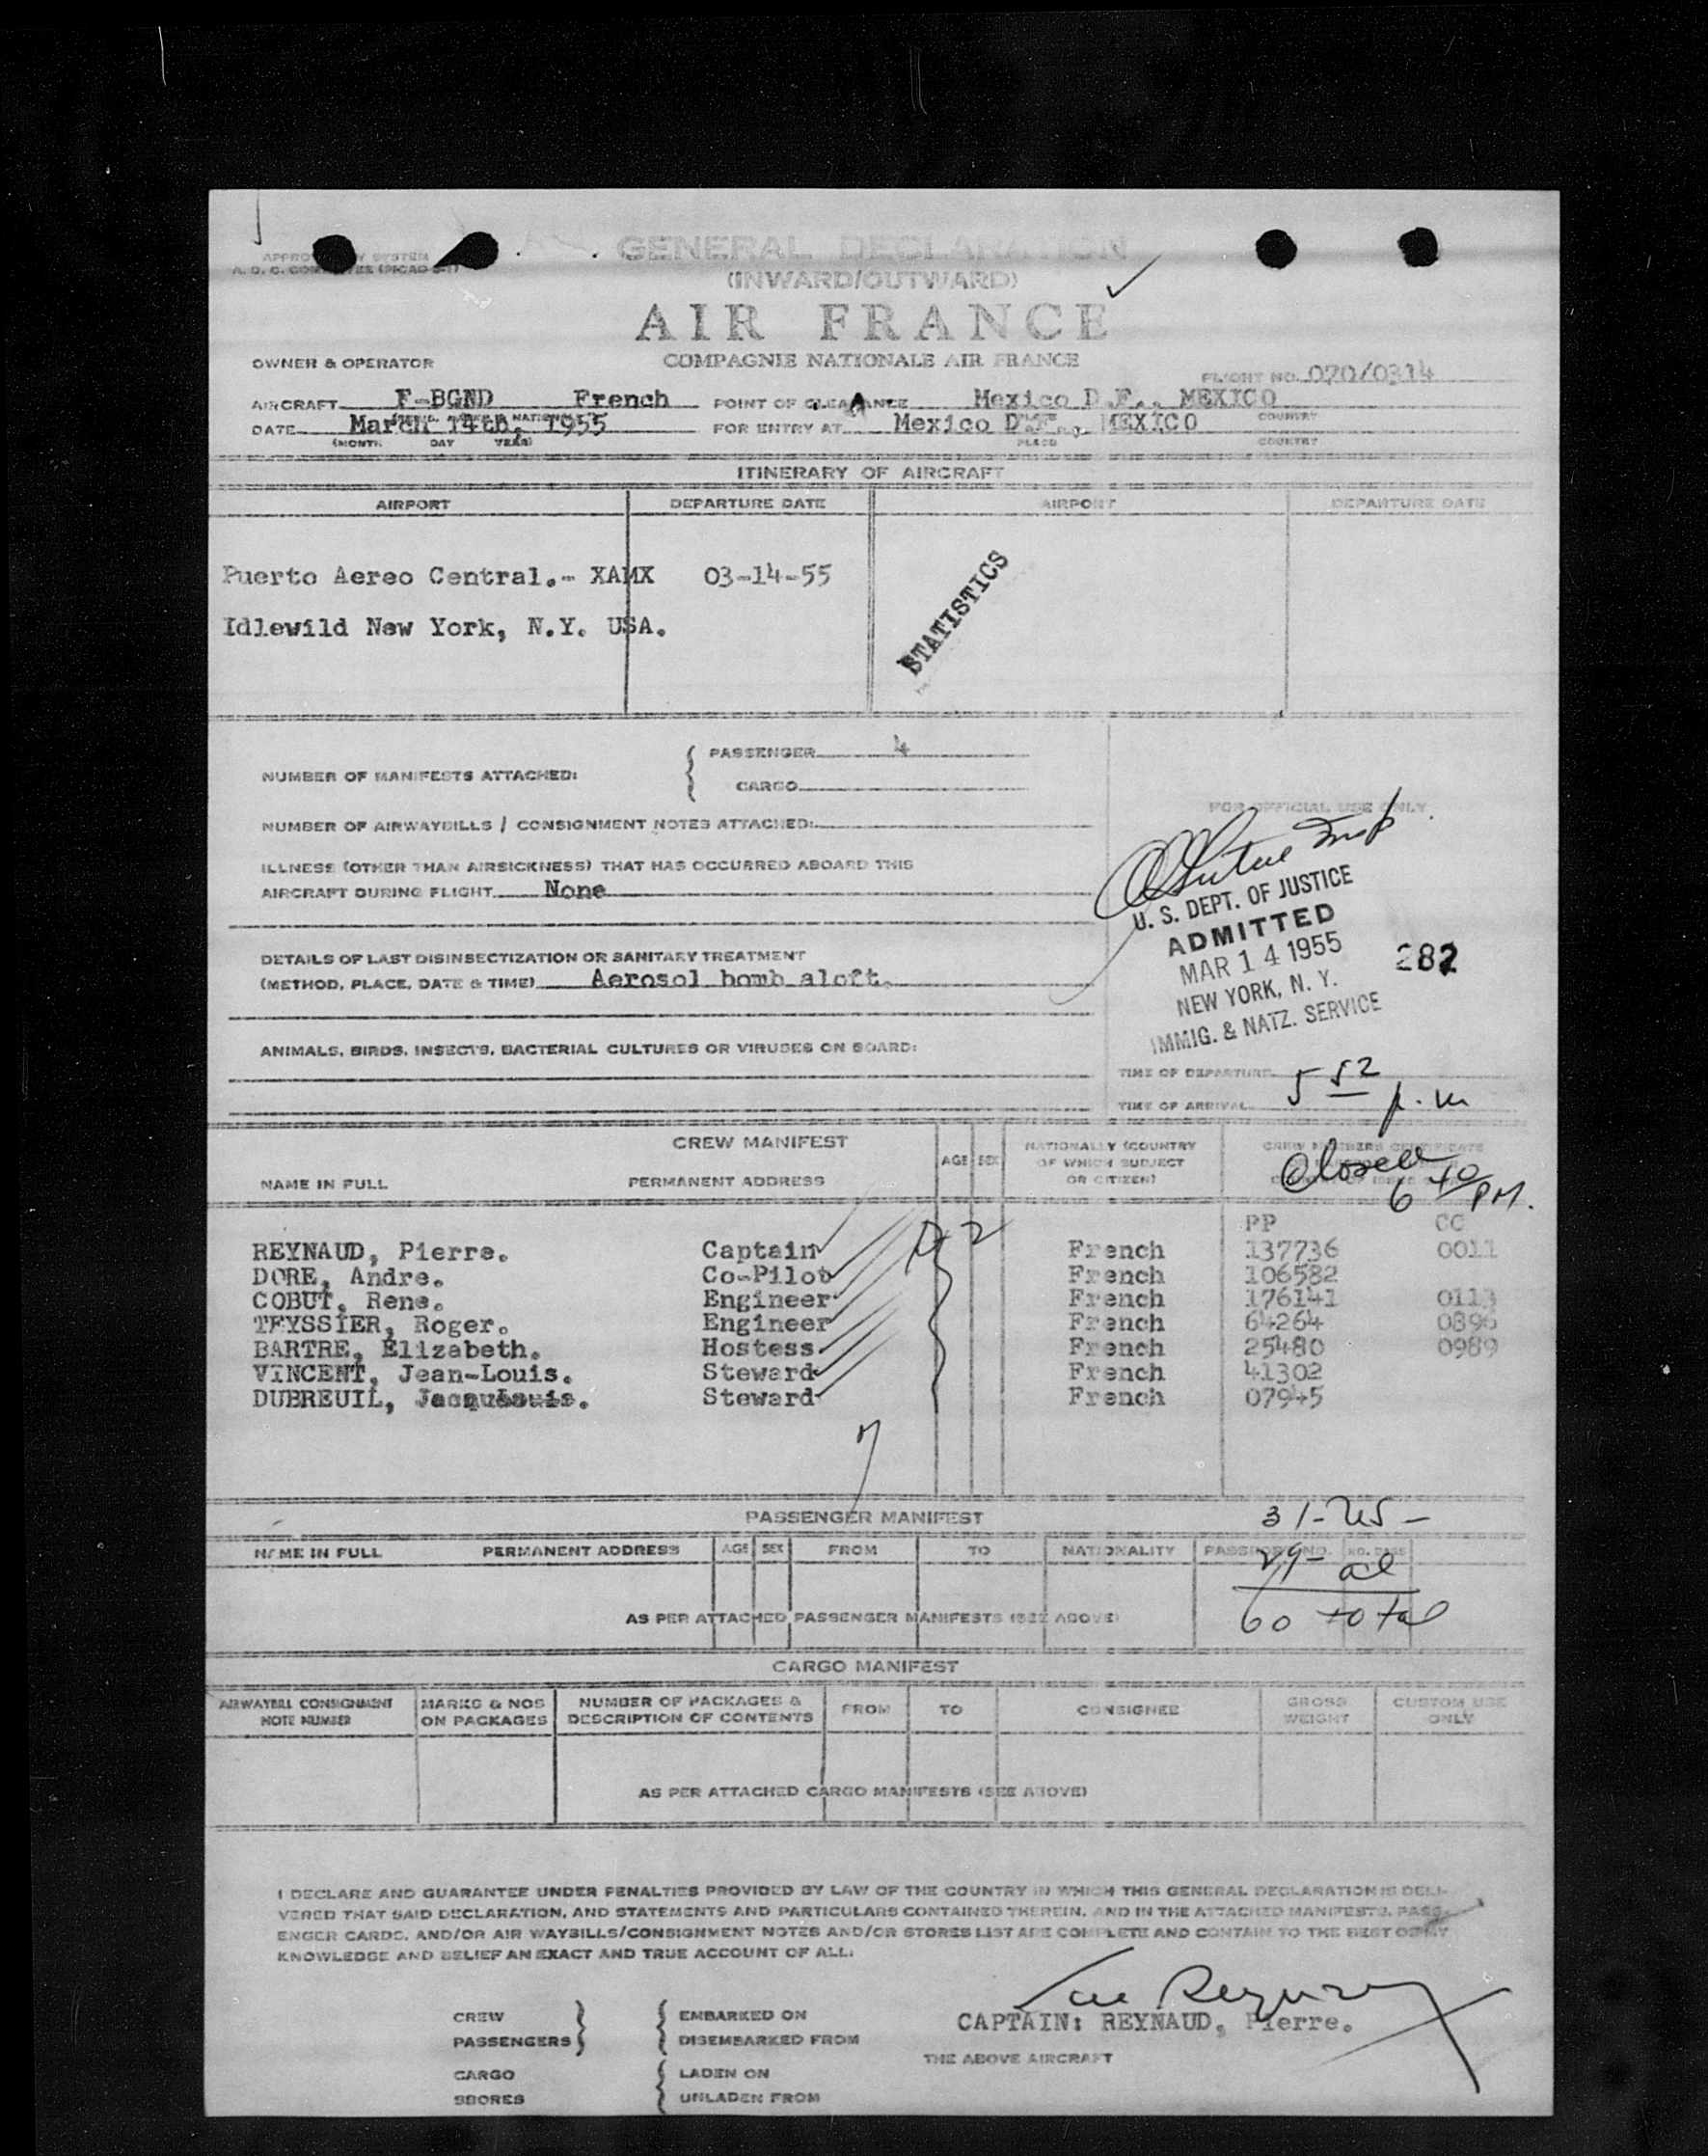 GENERAL DECLARATION
(INWARD/OUTWARD)
AIR FRANCE
OWNER & OPERATOR COMPAGNIE NATIONALE AIR FRANCE
FLIGHT NO. 070/0314
AIRCRAFT F-BGND French POINT OF CLEARANCE Mexico D.F., MEXICO
DATE March 14th, 1955 FOR ENTRY AT Mexico D.F., MEXICO
(MONTH DAY YEAR) PLACE COUNTRY
ITINERARY OF AIRCRAFT
AIRPORT DEPARTURE DATE AIRPORT DEPARTURE DATE
Puerto Aereo Central.- XAMX 03-14-55
Idlewild New York, N.Y. USA.
STATISTICS
NUMBER OF MANIFESTS ATTACHED: PASSENGER 4
CARGO
FOR OFFICIAL USE ONLY
NUMBER OF AIRWAYBILLS / CONSIGNMENT NOTES ATTACHED:
ILLNESS (OTHER THAN AIRSICKNESS) THAT HAS OCCURRED ABOARD THIS
AIRCRAFT DURING FLIGHT None
U. S. DEPT. OF JUSTICE
ADMITTED
MAR 14 1955 282
NEW YORK, N. Y.
IMMIG. & NATZ. SERVICE
DETAILS OF LAST DISINSECTIZATION OR SANITARY TREATMENT
(METHOD, PLACE, DATE & TIME) Aerosol bomb aloft.
ANIMALS, BIRDS, INSECTS, BACTERIAL CULTURES OR VIRUSES ON BOARD:
TIME OF DEPARTURE 5 52
TIME OF ARRIVAL p.m
CREW MANIFEST
NAME IN FULL PERMANENT ADDRESS AGE SEX NATIONALLY (COUNTRY OF WHICH SUBJECT OR CITIZEN) CREW MEMBERS CERTIFICATE
Closed 6 40 PM.
PP CC
REYNAUD, Pierre. Captain French 137736 0011
DORE, Andre. Co-Pilot French 106582
COBUT, Rene. Engineer French 176141 0113
TEYSSIER, Roger. Engineer French 64264 0896
BARTRE, Elizabeth. Hostess French 25480 0989
VINCENT, Jean-Louis. Steward French 41302
DUBREUIL, Steward French 07945
7
PASSENGER MANIFEST 31-US-
NAME IN FULL PERMANENT ADDRESS AGE SEX FROM TO NATIONALITY PASSPORT NO.
29- al
AS PER ATTACHED PASSENGER MANIFESTS (SEE ABOVE) 60 total
CARGO MANIFEST
AIRWAYBILL CONSIGNMENT NOTE NUMBER MARKS & NOS ON PACKAGES NUMBER OF PACKAGES & DESCRIPTION OF CONTENTS FROM TO CONSIGNEE GROSS WEIGHT CUSTOM USE ONLY
AS PER ATTACHED CARGO MANIFESTS (SEE ABOVE)
I DECLARE AND GUARANTEE UNDER PENALTIES PROVIDED BY LAW OF THE COUNTRY IN WHICH THIS GENERAL DECLARATION IS DELI-
VERED THAT SAID DECLARATION, AND STATEMENTS AND PARTICULARS CONTAINED THEREIN, AND IN THE ATTACHED MANIFESTS, PASS-
ENGER CARDS, AND/OR AIR WAYBILLS/CONSIGNMENT NOTES AND/OR STORES LIST ARE COMPLETE AND CONTAIN TO THE BEST OF MY
KNOWLEDGE AND BELIEF AN EXACT AND TRUE ACCOUNT OF ALL:
CREW EMBARKED ON
PASSENGERS DISEMBARKED FROM
CAPTAIN: REYNAUD, Pierre.
THE ABOVE AIRCRAFT
CARGO LADEN ON
SBORES UNLADEN FROM